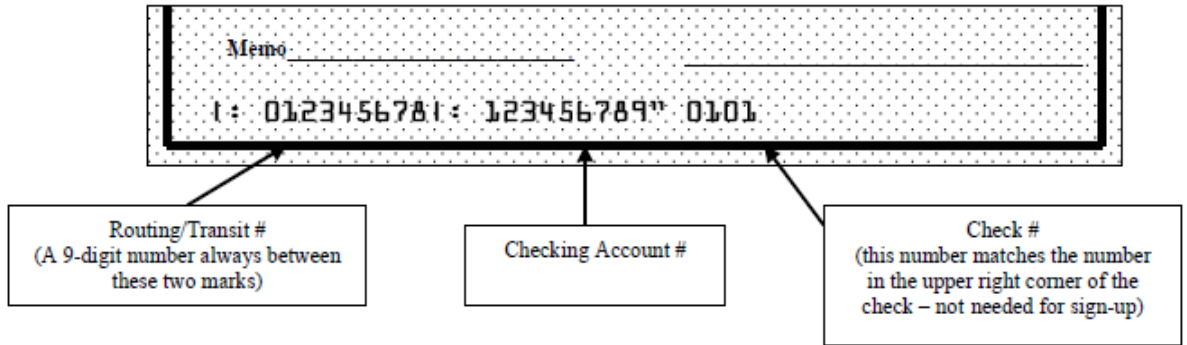 Memo
I: 012345678I: 123456789" 0101
Routing/Transit #
(A 9-digit number always between
these two marks)
Checking Account #
Check #
(this number matches the number
in the upper right corner of the
check – not needed for sign-up)